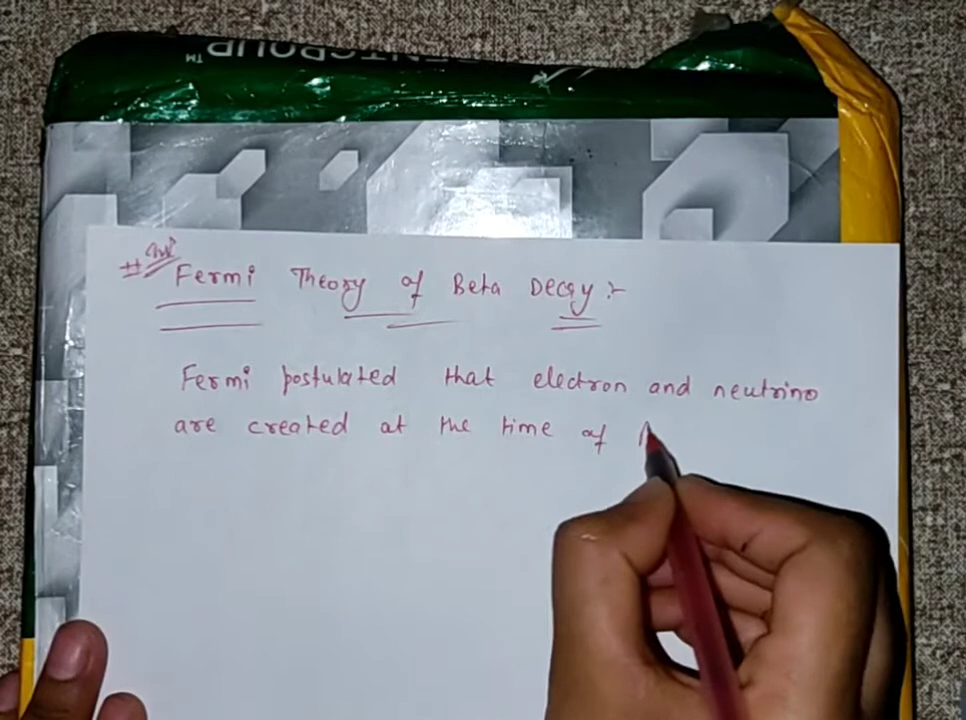 # Fermi Theory of Beta Decay :-
Fermi postulated that electron and neutrino
are created at the time of